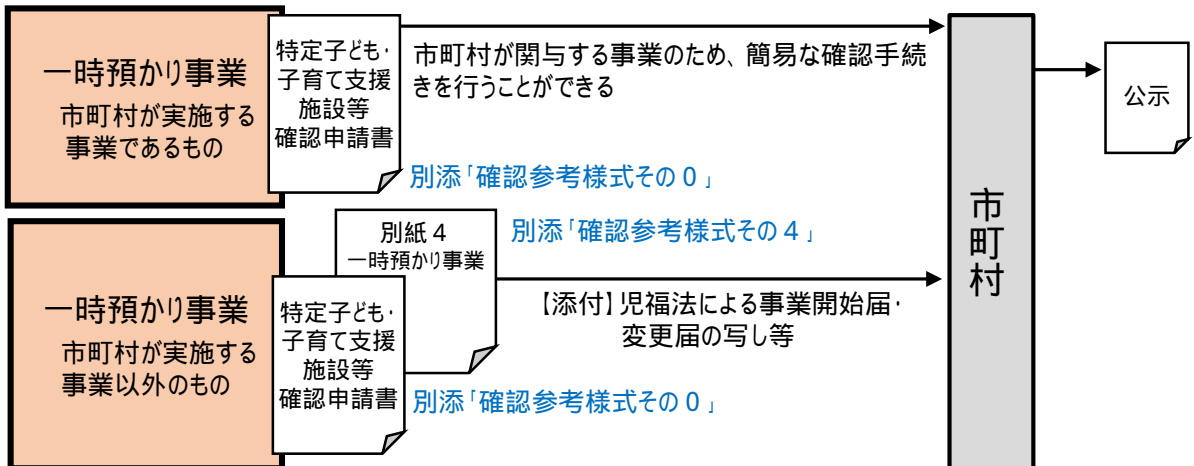 一時預かり事業
市町村が実施する
事業であるもの
特定子ども・
子育て支援
施設等
確認申請書
市町村が関与する事業のため、簡易な確認手続
きを行うことができる
別添「確認参考様式その０」
市町村
公示
一時預かり事業
市町村が実施する
事業以外のもの
別紙４
一時預かり事業
特定子ども・
子育て支援
施設等
確認申請書
別添「確認参考様式その４」
【添付】児福法による事業開始届・
変更届の写し等
別添「確認参考様式その０」